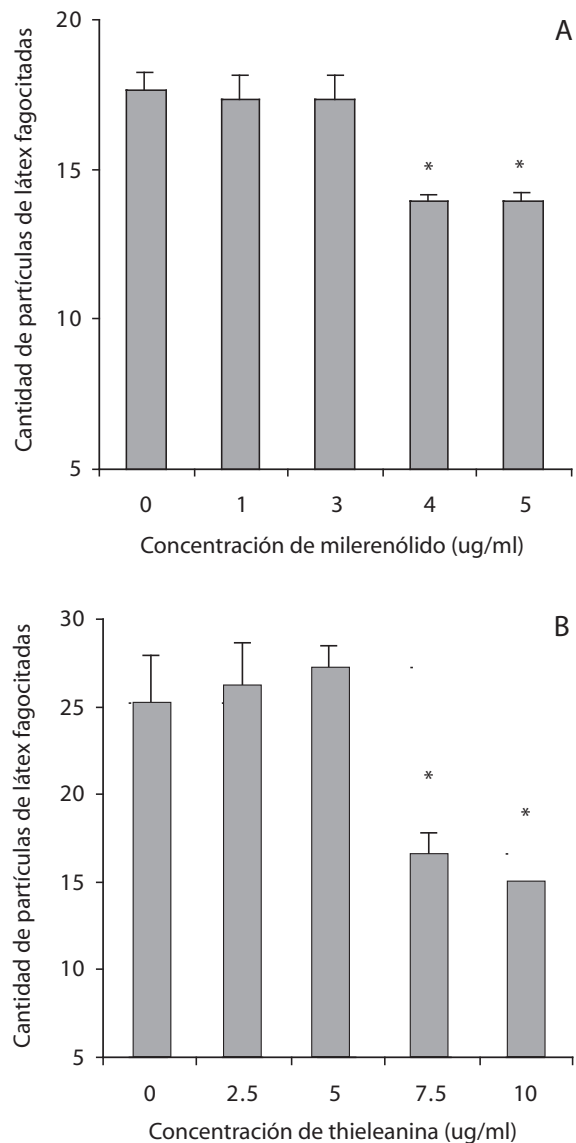 A
Cantidad de partículas de látex fagocitadas
20
15
10
5
*
*
0 1 3 4 5
Concentración de milerenólido (ug/ml)
B
Cantidad de partículas de látex fagocitadas
30
25
20
15
10
5
*
*
0 2.5 5 7.5 10
Concentración de thieleanina (ug/ml)